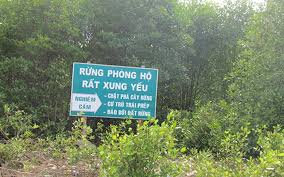 RỪNG PHÒNG HỘ
RẤT XUNG YẾU
NGHIÊM CẤM
- CHẶT PHÁ CÂY RỪNG
- CƯ TRÚ TRÁI PHÉP
- ĐÀO BỚI ĐẤT RỪNG